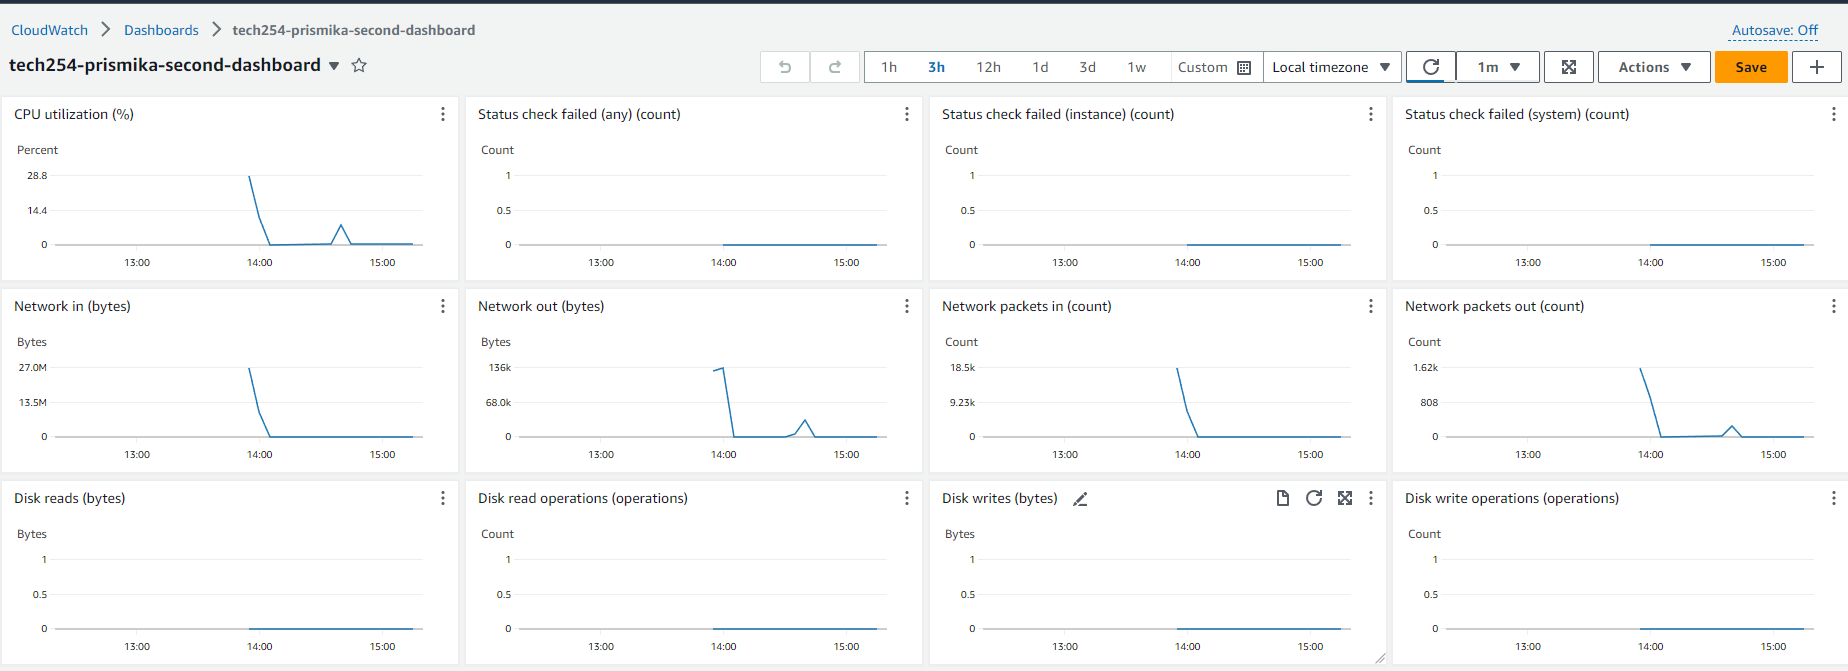 CloudWatch > Dashboards > tech254-prismika-second-dashboard
Autosave: Off
tech254-prismika-second-dashboard
1h 3h 12h 1d 3d 1w Custom Local timezone 1m Actions Save
CPU utilization (%)
Percent
28.8
14.4
0
13:00 14:00 15:00
Status check failed (any) (count)
Count
1
0.5
0
13:00 14:00 15:00
Status check failed (instance) (count)
Count
1
0.5
0
13:00 14:00 15:00
Status check failed (system) (count)
Count
1
0.5
0
13:00 14:00 15:00
Network in (bytes)
Bytes
27.0M
13.5M
0
13:00 14:00 15:00
Network out (bytes)
Bytes
136k
68.0k
0
13:00 14:00 15:00
Network packets in (count)
Count
18.5k
9.23k
0
13:00 14:00 15:00
Network packets out (count)
Count
1.62k
808
0
13:00 14:00 15:00
Disk reads (bytes)
Bytes
1
0.5
0
13:00 14:00 15:00
Disk read operations (operations)
Count
1
0.5
0
13:00 14:00 15:00
Disk writes (bytes)
Bytes
1
0.5
0
13:00 14:00 15:00
Disk write operations (operations)
Count
1
0.5
0
13:00 14:00 15:00